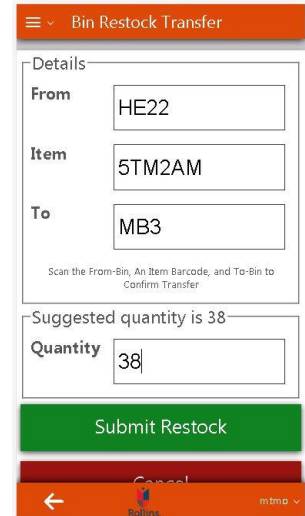 Bin Restock Transfer
Details
From
HE22
Item
5TM2AM
To
MB3
Scan the From-Bin, An Item Barcode, and To-Bin to
Confirm Transfer
Suggested quantity is 38
Quantity
38
Submit Restock
Cancel
Rollins
mtmo